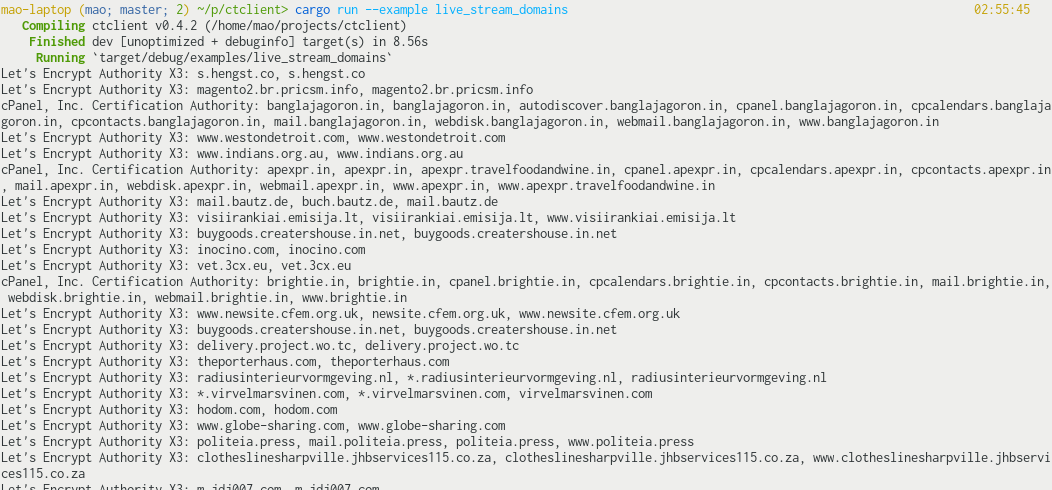 mao-laptop (mao; master; 2) ~/p/ctclient> cargo run --example live_stream_domains 02:55:45
Compiling ctclient v0.4.2 (/home/mao/projects/ctclient)
Finished dev [unoptimized + debuginfo] target(s) in 8.56s
Running `target/debug/examples/live_stream_domains`
Let's Encrypt Authority X3: s.hengst.co, s.hengst.co
Let's Encrypt Authority X3: magento2.br.pricsm.info, magento2.br.pricsm.info
cPanel, Inc. Certification Authority: banglajagoron.in, banglajagoron.in, autodiscover.banglajagoron.in, cpanel.banglajagoron.in, cpcalendars.banglaja
goron.in, cpcontacts.banglajagoron.in, mail.banglajagoron.in, webdisk.banglajagoron.in, webmail.banglajagoron.in, www.banglajagoron.in
Let's Encrypt Authority X3: www.westondetroit.com, www.westondetroit.com
Let's Encrypt Authority X3: www.indians.org.au, www.indians.org.au
cPanel, Inc. Certification Authority: apexpr.in, apexpr.in, apexpr.travelfoodandwine.in, cpanel.apexpr.in, cpcalendars.apexpr.in, cpcontacts.apexpr.in
, mail.apexpr.in, webdisk.apexpr.in, webmail.apexpr.in, www.apexpr.in, www.apexpr.travelfoodandwine.in
Let's Encrypt Authority X3: mail.bautz.de, buch.bautz.de, mail.bautz.de
Let's Encrypt Authority X3: visiirankiai.emisija.lt, visiirankiai.emisija.lt, www.visiirankiai.emisija.lt
Let's Encrypt Authority X3: buygoods.creatershouse.in.net, buygoods.creatershouse.in.net
Let's Encrypt Authority X3: inocino.com, inocino.com
Let's Encrypt Authority X3: vet.3cx.eu, vet.3cx.eu
cPanel, Inc. Certification Authority: brightie.in, brightie.in, cpanel.brightie.in, cpcalendars.brightie.in, cpcontacts.brightie.in, mail.brightie.in,
webdisk.brightie.in, webmail.brightie.in, www.brightie.in
Let's Encrypt Authority X3: www.newsite.cfem.org.uk, newsite.cfem.org.uk, www.newsite.cfem.org.uk
Let's Encrypt Authority X3: buygoods.creatershouse.in.net, buygoods.creatershouse.in.net
Let's Encrypt Authority X3: delivery.project.wo.tc, delivery.project.wo.tc
Let's Encrypt Authority X3: theporterhaus.com, theporterhaus.com
Let's Encrypt Authority X3: radiusinterieurvormgeving.nl, *.radiusinterieurvormgeving.nl, radiusinterieurvormgeving.nl
Let's Encrypt Authority X3: *.virvelmarsvinen.com, *.virvelmarsvinen.com, virvelmarsvinen.com
Let's Encrypt Authority X3: hodom.com, hodom.com
Let's Encrypt Authority X3: www.globe-sharing.com, www.globe-sharing.com
Let's Encrypt Authority X3: politeia.press, mail.politeia.press, politeia.press, www.politeia.press
Let's Encrypt Authority X3: clotheslinesharpville.jhbservices115.co.za, clotheslinesharpville.jhbservices115.co.za, www.clotheslinesharpville.jhbservi
ces115.co.za
Let's Encrypt Authority X3: